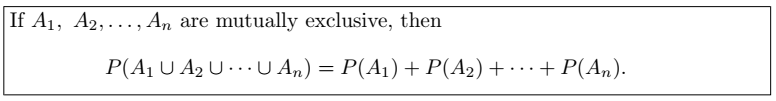 If A₁, A₂, . . . , Aₙ are mutually exclusive, then
P(A₁ ∪ A₂ ∪ · · · ∪ Aₙ) = P(A₁) + P(A₂) + · · · + P(Aₙ).